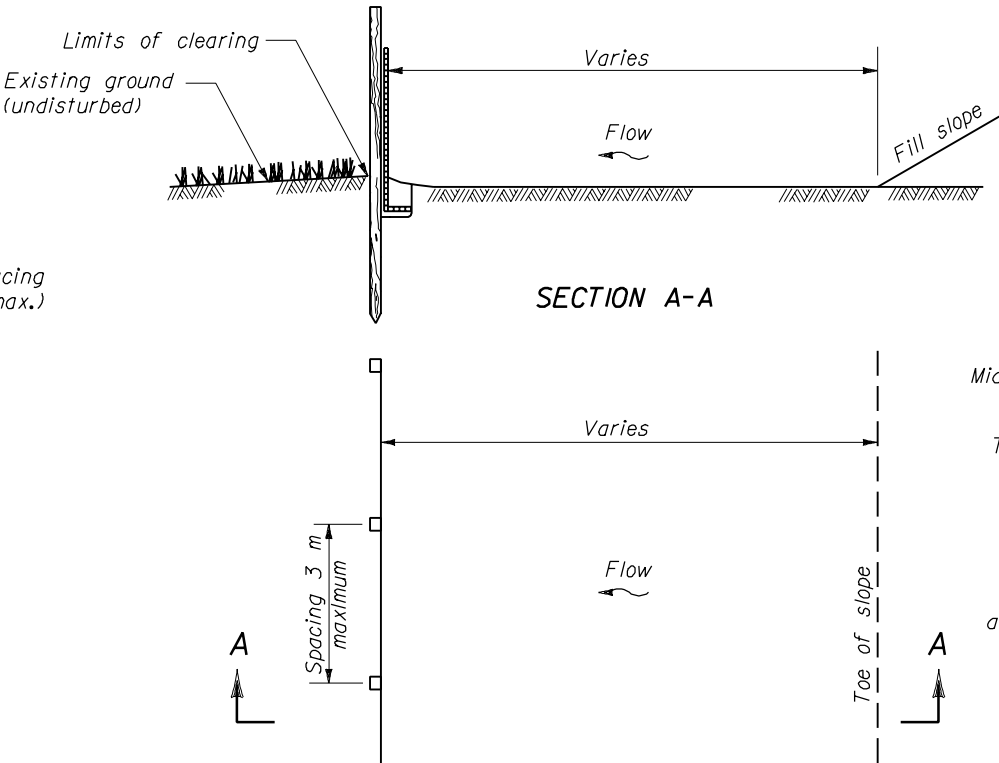 Limits of clearing
Existing ground
(undisturbed)
Varies
Flow
Fill slope
max.)
SECTION A-A
Varies
Spacing 3 m
maximum
Flow
Toe of slope
A
A